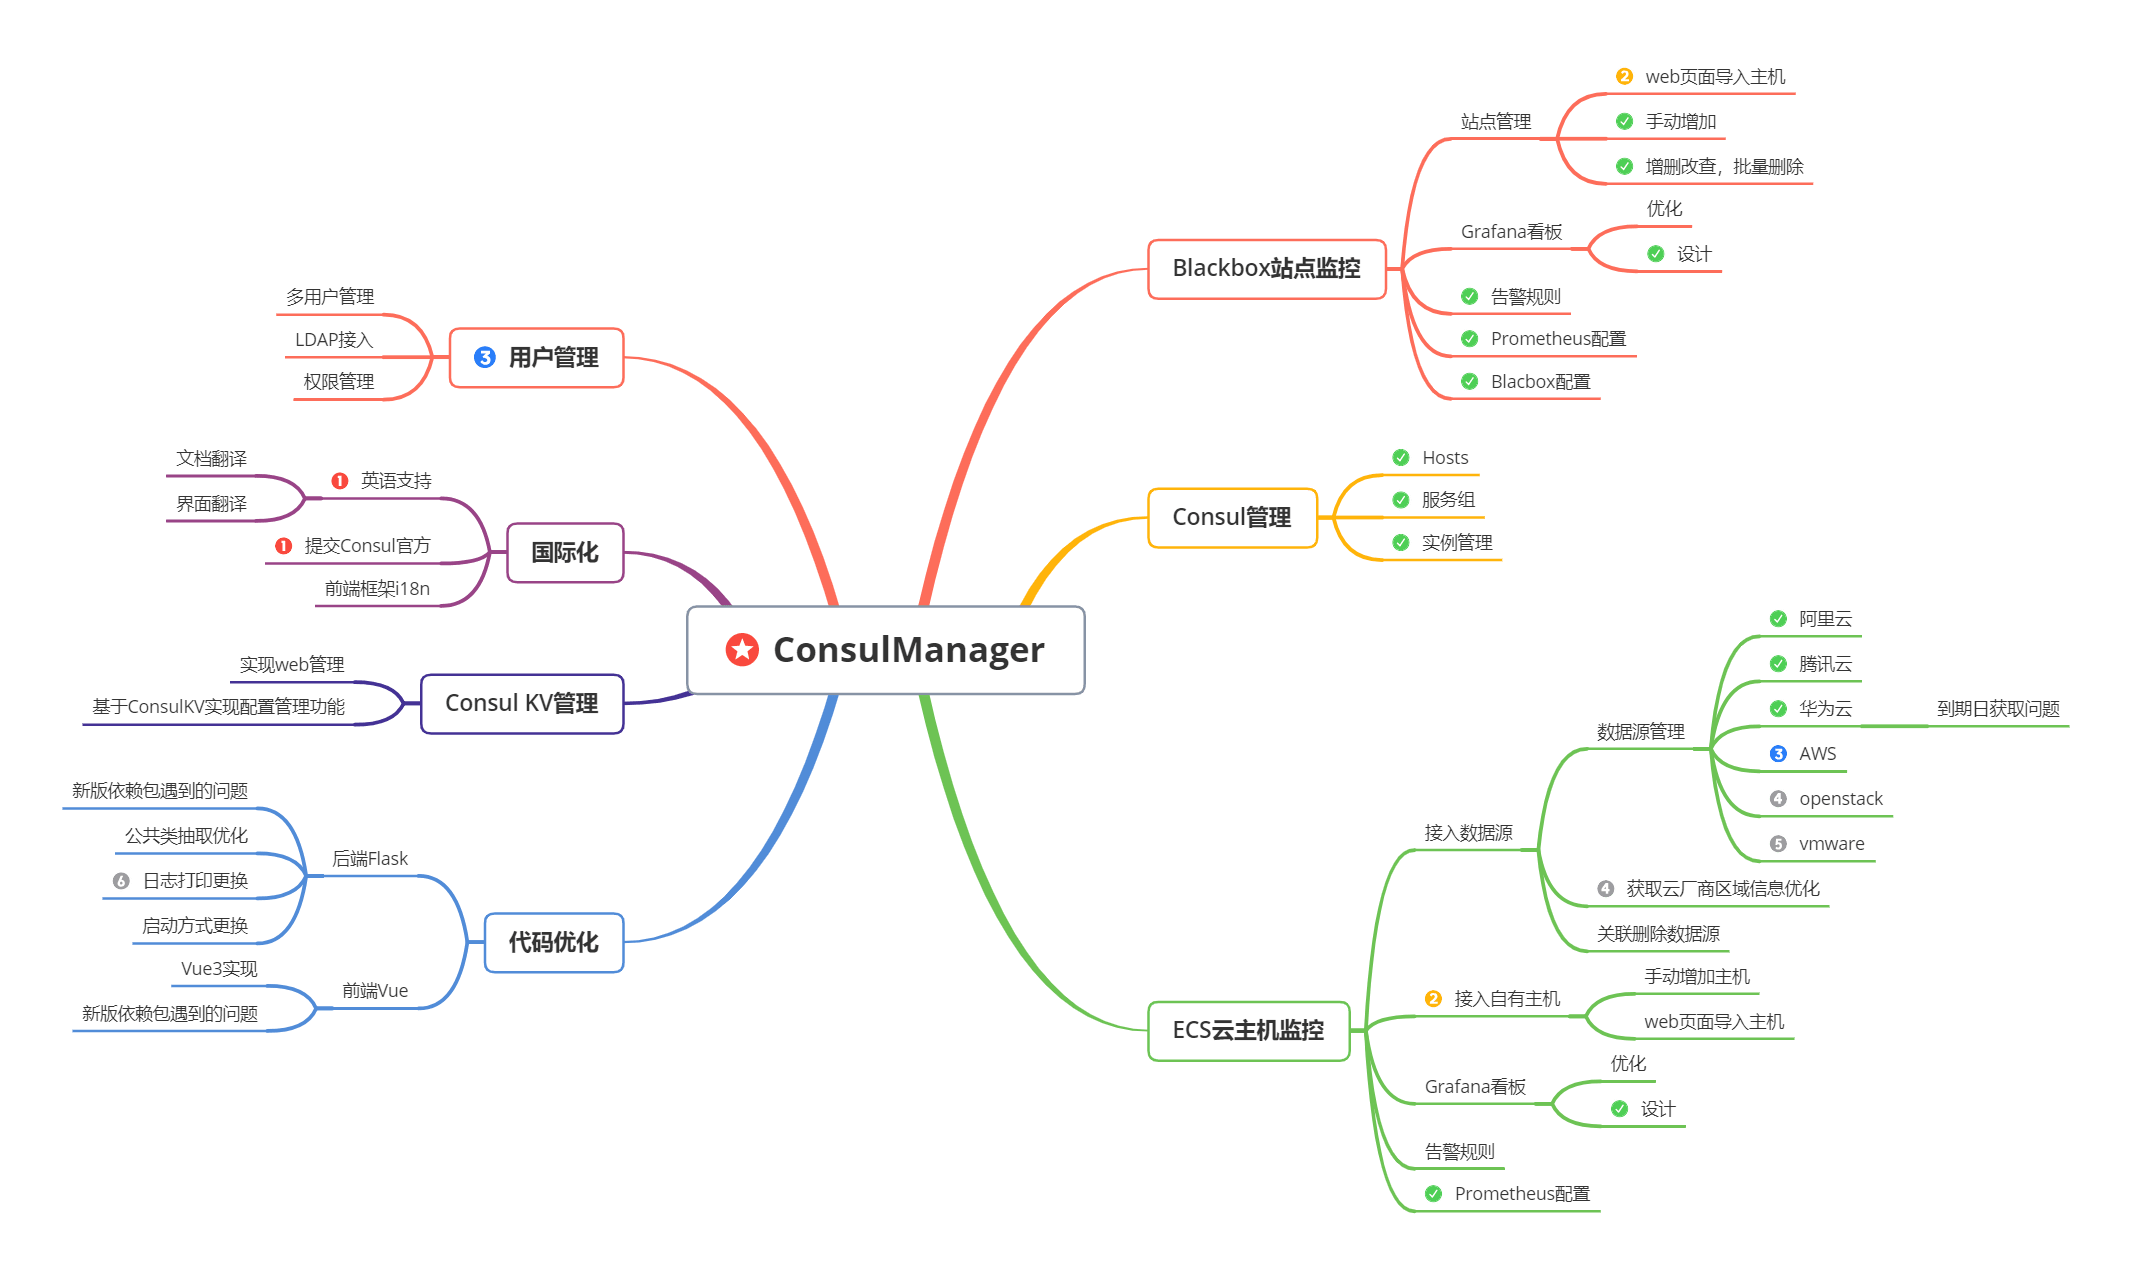 ConsulManager
Blackbox站点监控
站点管理
2 web页面导入主机
手动增加
增删改查，批量删除
Grafana看板
优化
设计
告警规则
Prometheus配置
Blacbox配置
Consul管理
Hosts
服务组
实例管理
ECS云主机监控
接入数据源
数据源管理
阿里云
腾讯云
华为云
到期日获取问题
3 AWS
4 openstack
5 vmware
4 获取云厂商区域信息优化
关联删除数据源
2 接入自有主机
手动增加主机
web页面导入主机
Grafana看板
优化
设计
告警规则
Prometheus配置
3 用户管理
多用户管理
LDAP接入
权限管理
国际化
1 英语支持
文档翻译
界面翻译
1 提交Consul官方
前端框架i18n
Consul KV管理
实现web管理
基于ConsulKV实现配置管理功能
代码优化
后端Flask
新版依赖包遇到的问题
公共类抽取优化
6 日志打印更换
启动方式更换
前端Vue
Vue3实现
新版依赖包遇到的问题